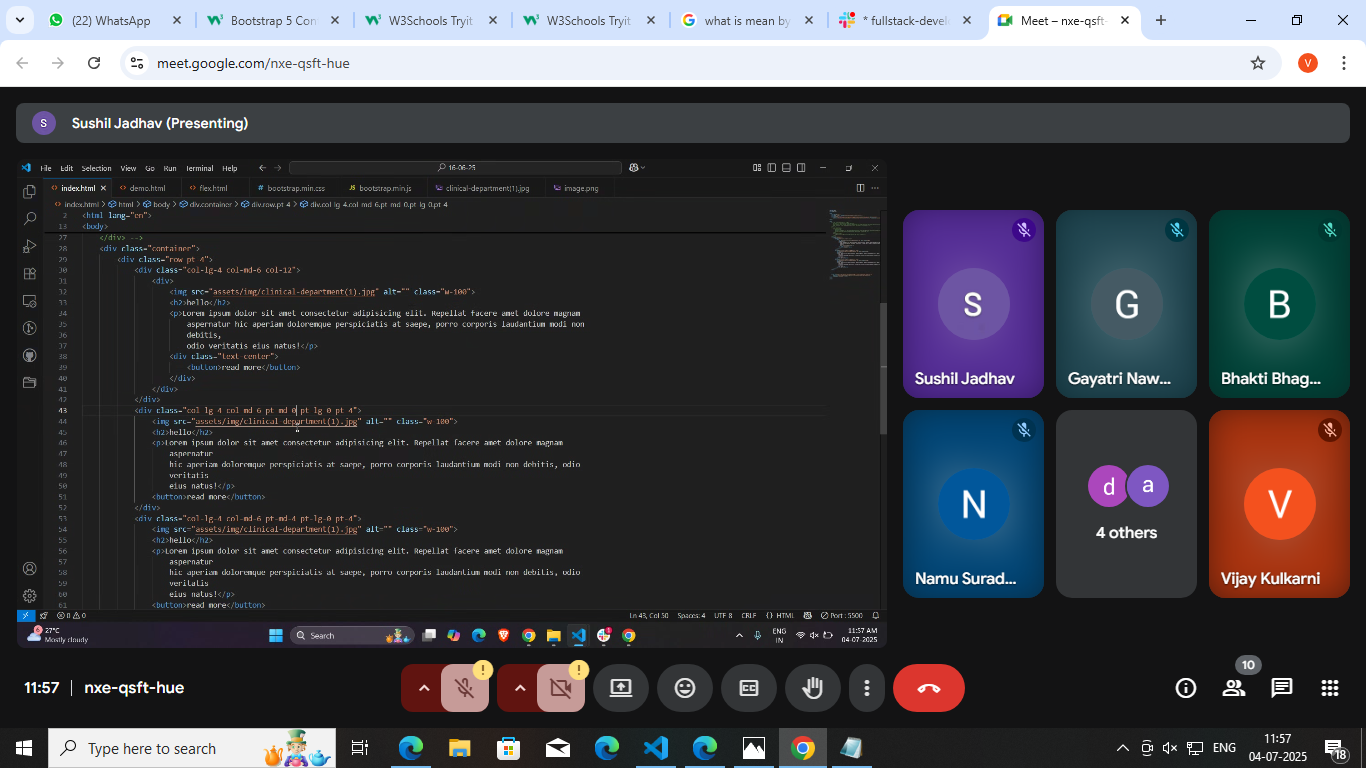 (22) WhatsApp
Bootstrap 5 Con
W3Schools Tryit
W3Schools Tryit
what is mean by
* fullstack-devel
Meet – nxe-qsft-
meet.google.com/nxe-qsft-hue
V
S
Sushil Jadhav (Presenting)
File Edit Selection View Go Run Terminal Help
16-06-25
index.html
demo.html
flex.html
bootstrap.min.css
bootstrap.min.js
clinical-department(1).jpg
image.png
index.html > html > body > div.container > div.row.pt-4 > div.col-lg-4.col-md-6.pt-md-0.pt-lg-0.pt-4
2 <html lang="en">
13 <body>
27 </div> -->
28 <div class="container">
29 <div class="row pt-4">
30 <div class="col-lg-4 col-md-6 col-12">
31 <div>
32 <img src="assets/img/clinical-department(1).jpg" alt="" class="w-100">
33 <h2>hello</h2>
34 <p>Lorem ipsum dolor sit amet consectetur adipisicing elit. Repellat facere amet dolore magnam
35 aspernatur hic aperiam doloremque perspiciatis at saepe, porro corporis laudantium modi non
36 debitis,
37 odio veritatis eius natus!</p>
38 <div class="text-center">
39 <button>read more</button>
40 </div>
41 </div>
42 </div>
43 <div class="col-lg-4 col-md-6 pt-md-0 pt-lg-0 pt-4">
44 <img src="assets/img/clinical-department(1).jpg" alt="" class="w-100">
45 <h2>hello</h2>
46 <p>Lorem ipsum dolor sit amet consectetur adipisicing elit. Repellat facere amet dolore magnam
47 aspernatur
48 hic aperiam doloremque perspiciatis at saepe, porro corporis laudantium modi non debitis, odio
49 veritatis
50 eius natus!</p>
51 <button>read more</button>
52 </div>
53 <div class="col-lg-4 col-md-6 pt-md-4 pt-lg-0 pt-4">
54 <img src="assets/img/clinical-department(1).jpg" alt="" class="w-100">
55 <h2>hello</h2>
56 <p>Lorem ipsum dolor sit amet consectetur adipisicing elit. Repellat facere amet dolore magnam
57 aspernatur
58 hic aperiam doloremque perspiciatis at saepe, porro corporis laudantium modi non debitis, odio
59 veritatis
60 eius natus!</p>
61 <button>read more</button>
0 0
Ln 43, Col 50 Spaces: 4 UTF-8 CRLF {} HTML Port : 5500
27°C
Mostly cloudy
Search
ENG
IN
11:57 AM
04-07-2025
S
Sushil Jadhav
G
Gayatri Naw...
B
Bhakti Bhag...
N
Namu Surad...
d a
4 others
V
Vijay Kulkarni
11:57 | nxe-qsft-hue
10
Type here to search
ENG
11:57
04-07-2025
18